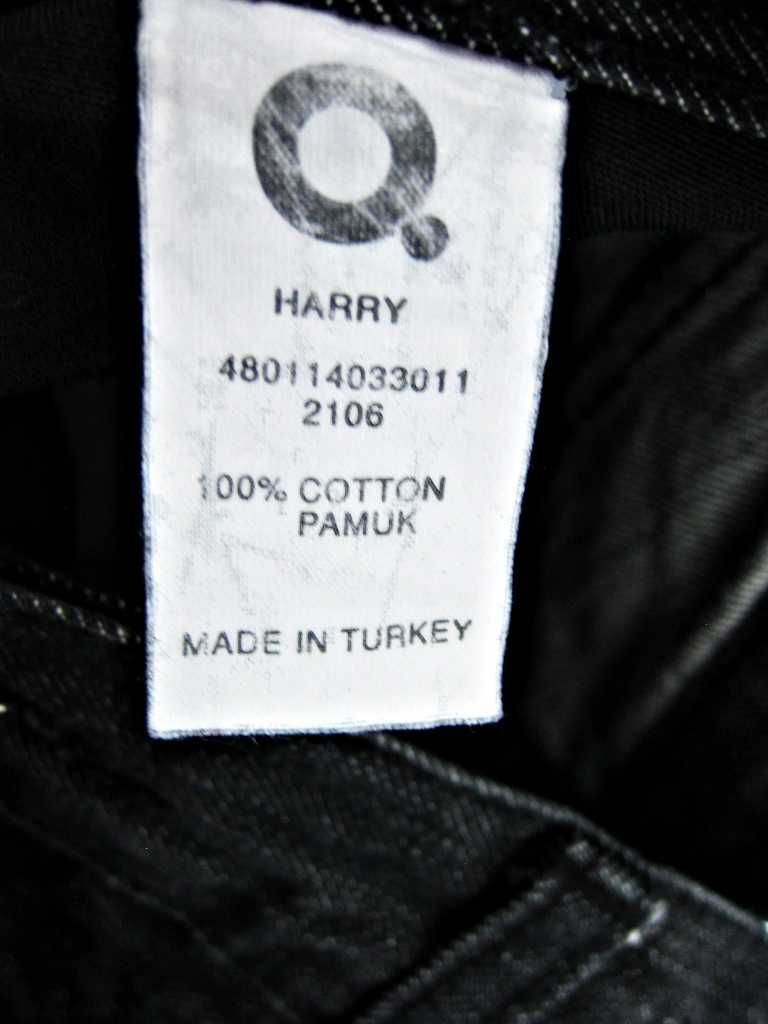 Q
HARRY
480114033011
2106
100% COTTON
PAMUK
MADE IN TURKEY